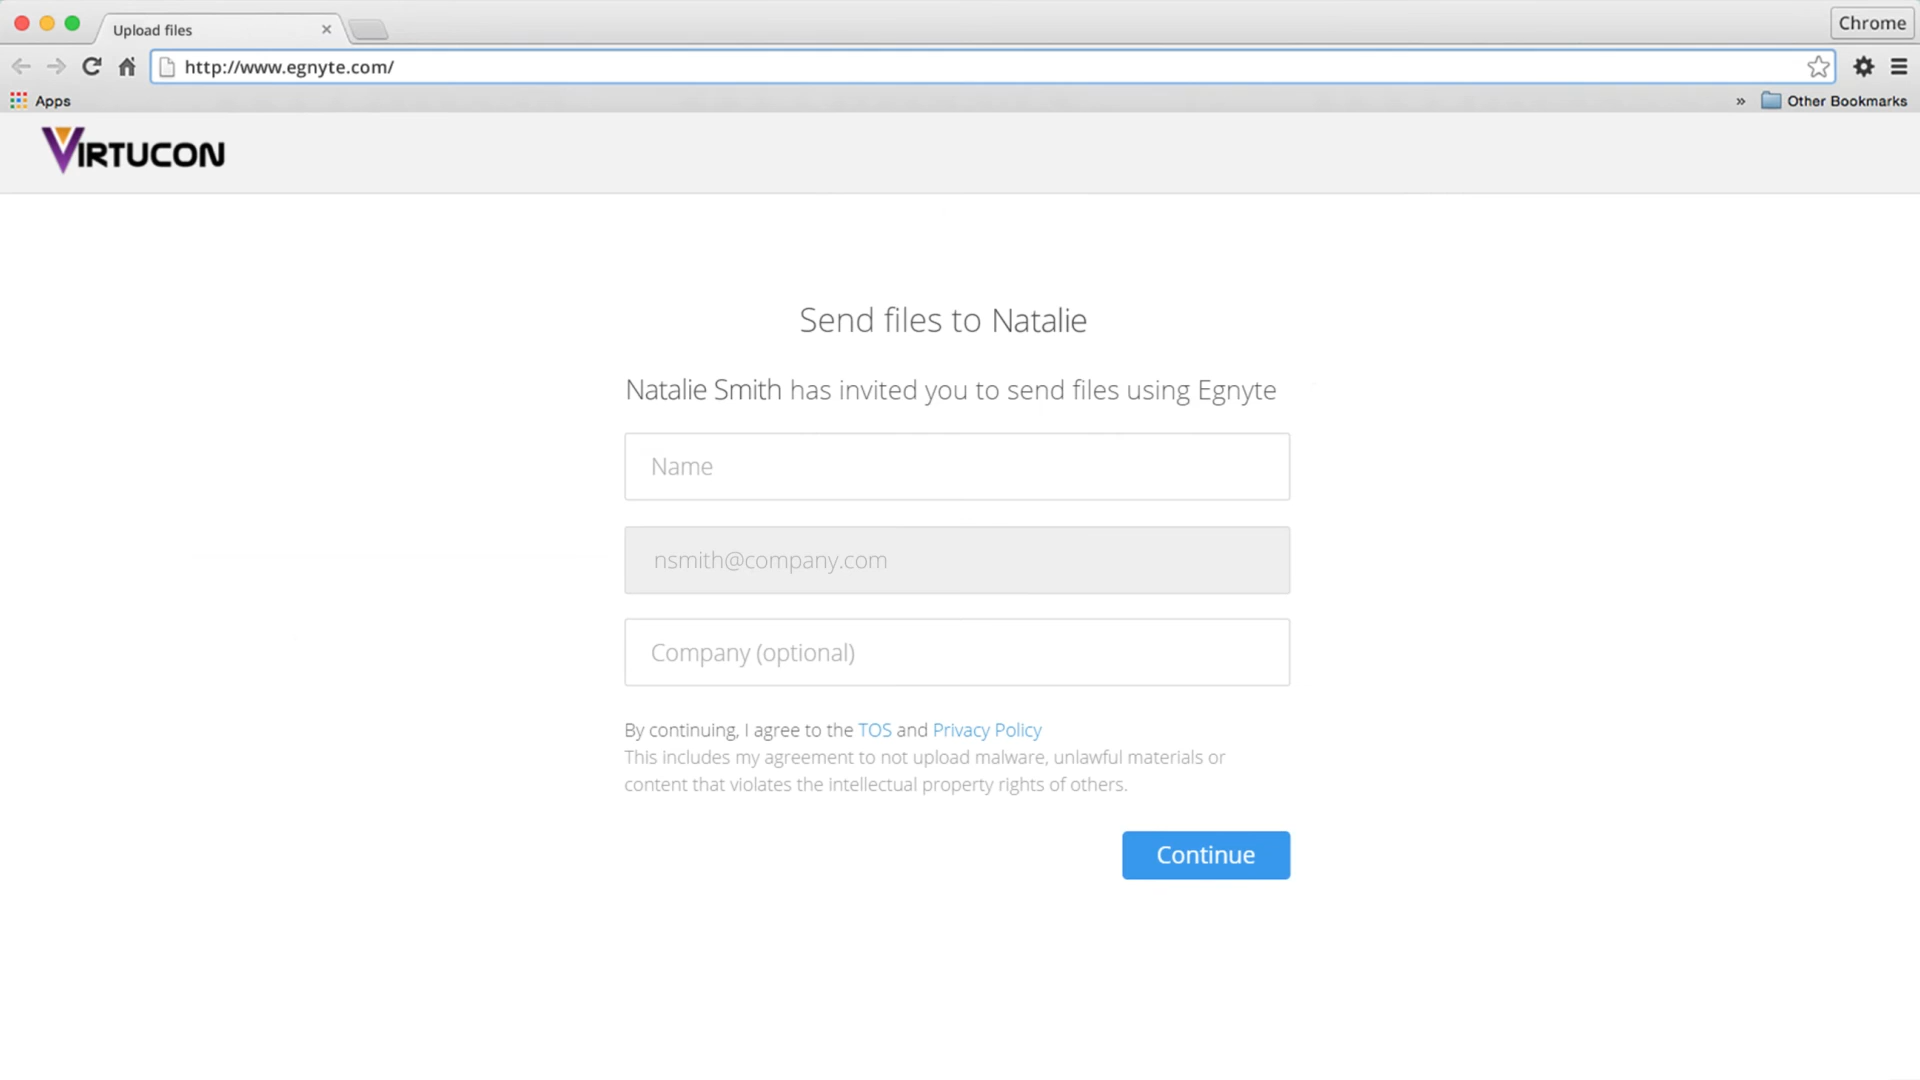 Upload files
Chrome
http://www.egnyte.com/
Apps
» Other Bookmarks
VIRTUCON
Send files to Natalie
Natalie Smith has invited you to send files using Egnyte
Name
nsmith@company.com
Company (optional)
By continuing, I agree to the TOS and Privacy Policy
This includes my agreement to not upload malware, unlawful materials or
content that violates the intellectual property rights of others.
Continue